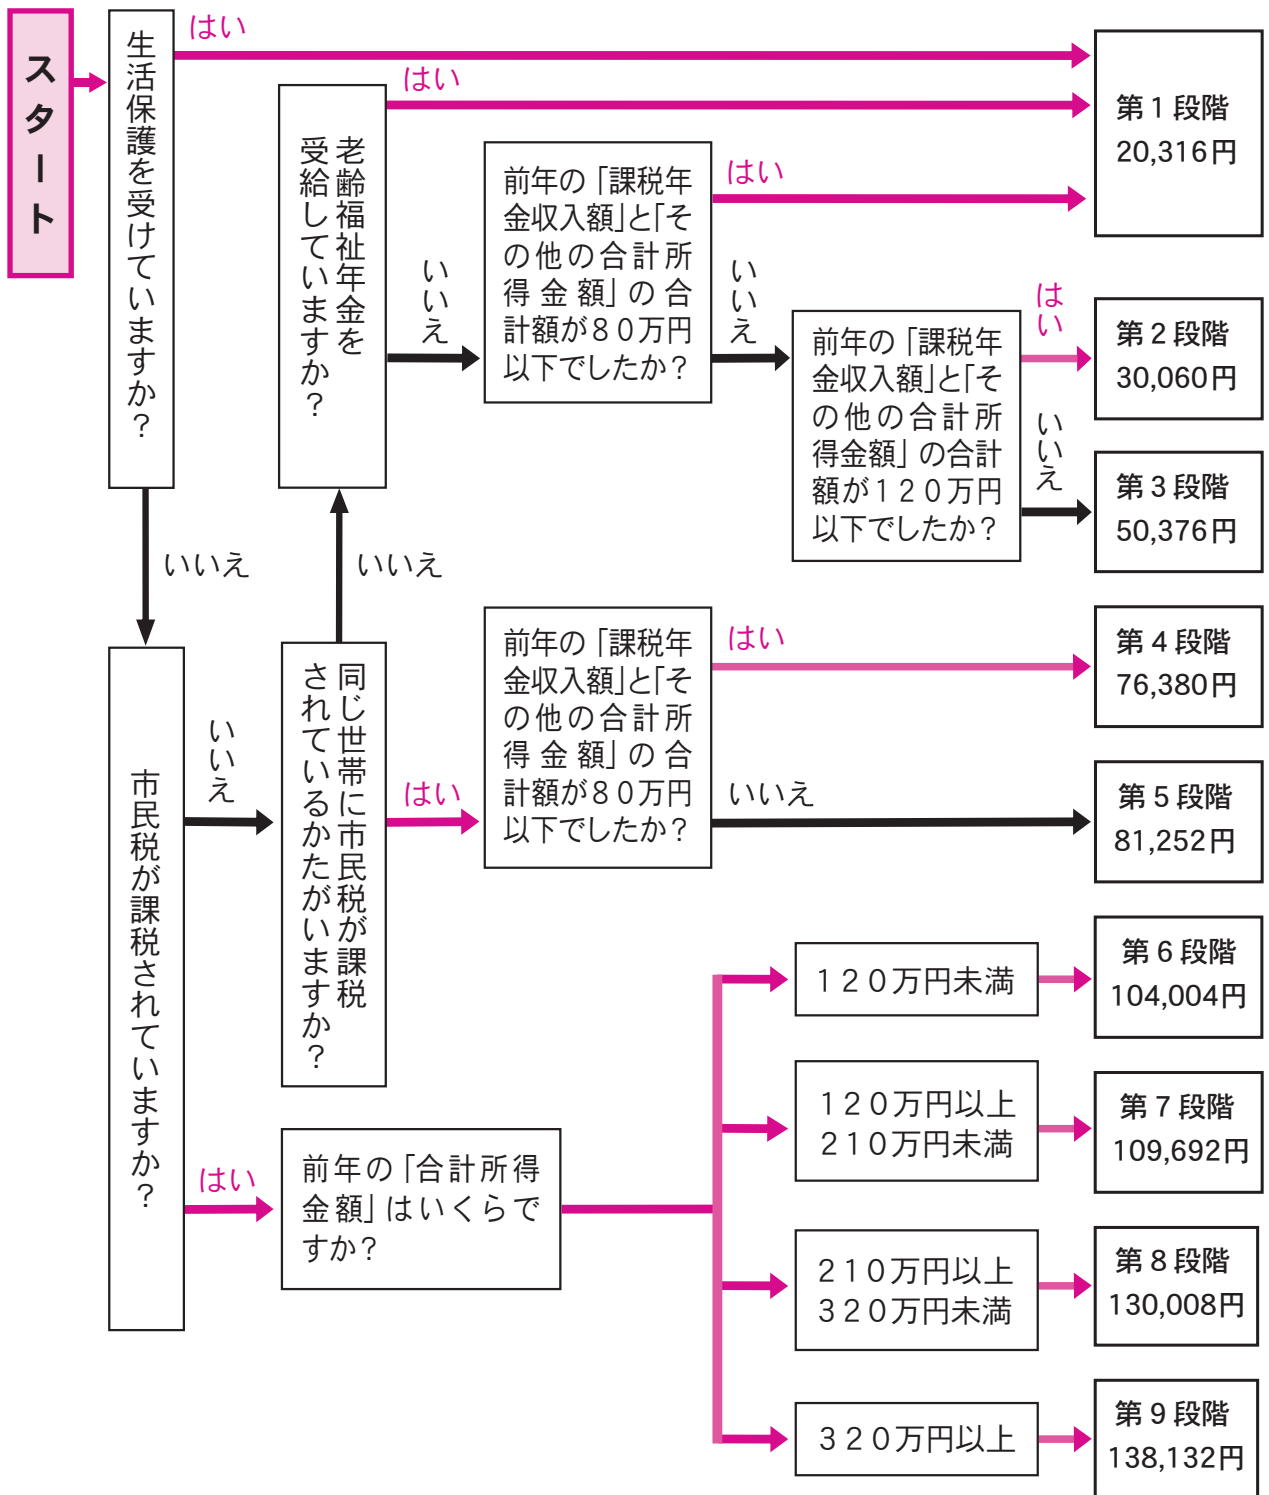 スタート
生活保護を受けていますか？
はい
いいえ
老齢福祉年金を
受給していますか？
はい
いいえ
前年の「課税年
金収入額」と「そ
の他の合計所
得金額」の合
計額が８０万円
以下でしたか？
はい
いいえ
前年の「課税年
金収入額」と「そ
の他の合計所
得金額」の合計
額が１２０万円
以下でしたか？
はい
いいえ
第１段階
20,316円
第２段階
30,060円
第３段階
50,376円
市民税が課税されていますか？
いいえ
はい
同じ世帯に市民税が課税
されているかたがいますか？
いいえ
はい
前年の「課税年
金収入額」と「そ
の他の合計所
得金額」の合
計額が８０万円
以下でしたか？
はい
いいえ
第４段階
76,380円
第５段階
81,252円
前年の「合計所得
金額」はいくらで
すか？
１２０万円未満
第６段階
104,004円
１２０万円以上
２１０万円未満
第７段階
109,692円
２１０万円以上
３２０万円未満
第８段階
130,008円
３２０万円以上
第９段階
138,132円